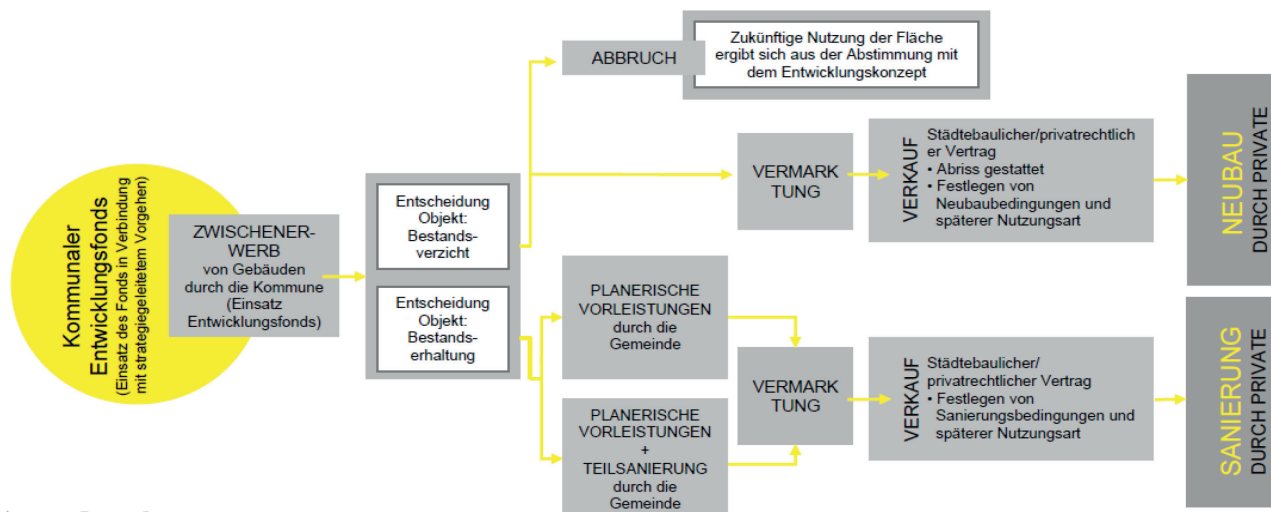 Kommunaler
Entwicklungsfonds
(Einsatz des Fonds in Verbindung
mit strategiegeleitetem Vorgehen)
ZWISCHENER-
WERB
von Gebäuden
durch die Kommune
(Einsatz
Entwicklungsfonds)
Entscheidung
Objekt:
Bestands-
verzicht
Entscheidung
Objekt:
Bestands-
erhaltung
ABBRUCH
Zukünftige Nutzung der Fläche
ergibt sich aus der Abstimmung mit
dem Entwicklungskonzept
VERMARK
TUNG
VERKAUF
Städtebaulicher/privatrechtlich
er Vertrag
• Abriss gestattet
• Festlegen von
Neubaubedingungen und
späterer Nutzungsart
NEUBAU
DURCH PRIVATE
PLANERISCHE
VORLEISTUNGEN
durch die
Gemeinde
PLANERISCHE
VORLEISTUNGEN
+
TEILSANIERUNG
durch die
Gemeinde
VERMARK
TUNG
VERKAUF
Städtebaulicher/
privatrechtlicher Vertrag
• Festlegen von
Sanierungsbedingungen und
späterer Nutzungsart
SANIERUNG
DURCH PRIVATE